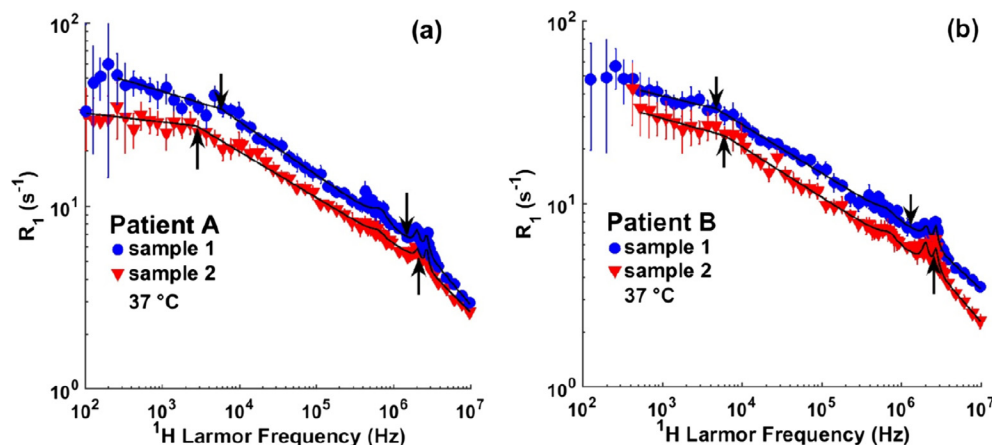 (a)
10²
10¹
10⁰
R₁ (s⁻¹)
Patient A
sample 1
sample 2
37 °C
10² 10³ 10⁴ 10⁵ 10⁶ 10⁷
¹H Larmor Frequency (Hz)
(b)
10²
10¹
10⁰
R₁ (s⁻¹)
Patient B
sample 1
sample 2
37 °C
10² 10³ 10⁴ 10⁵ 10⁶ 10⁷
¹H Larmor Frequency (Hz)